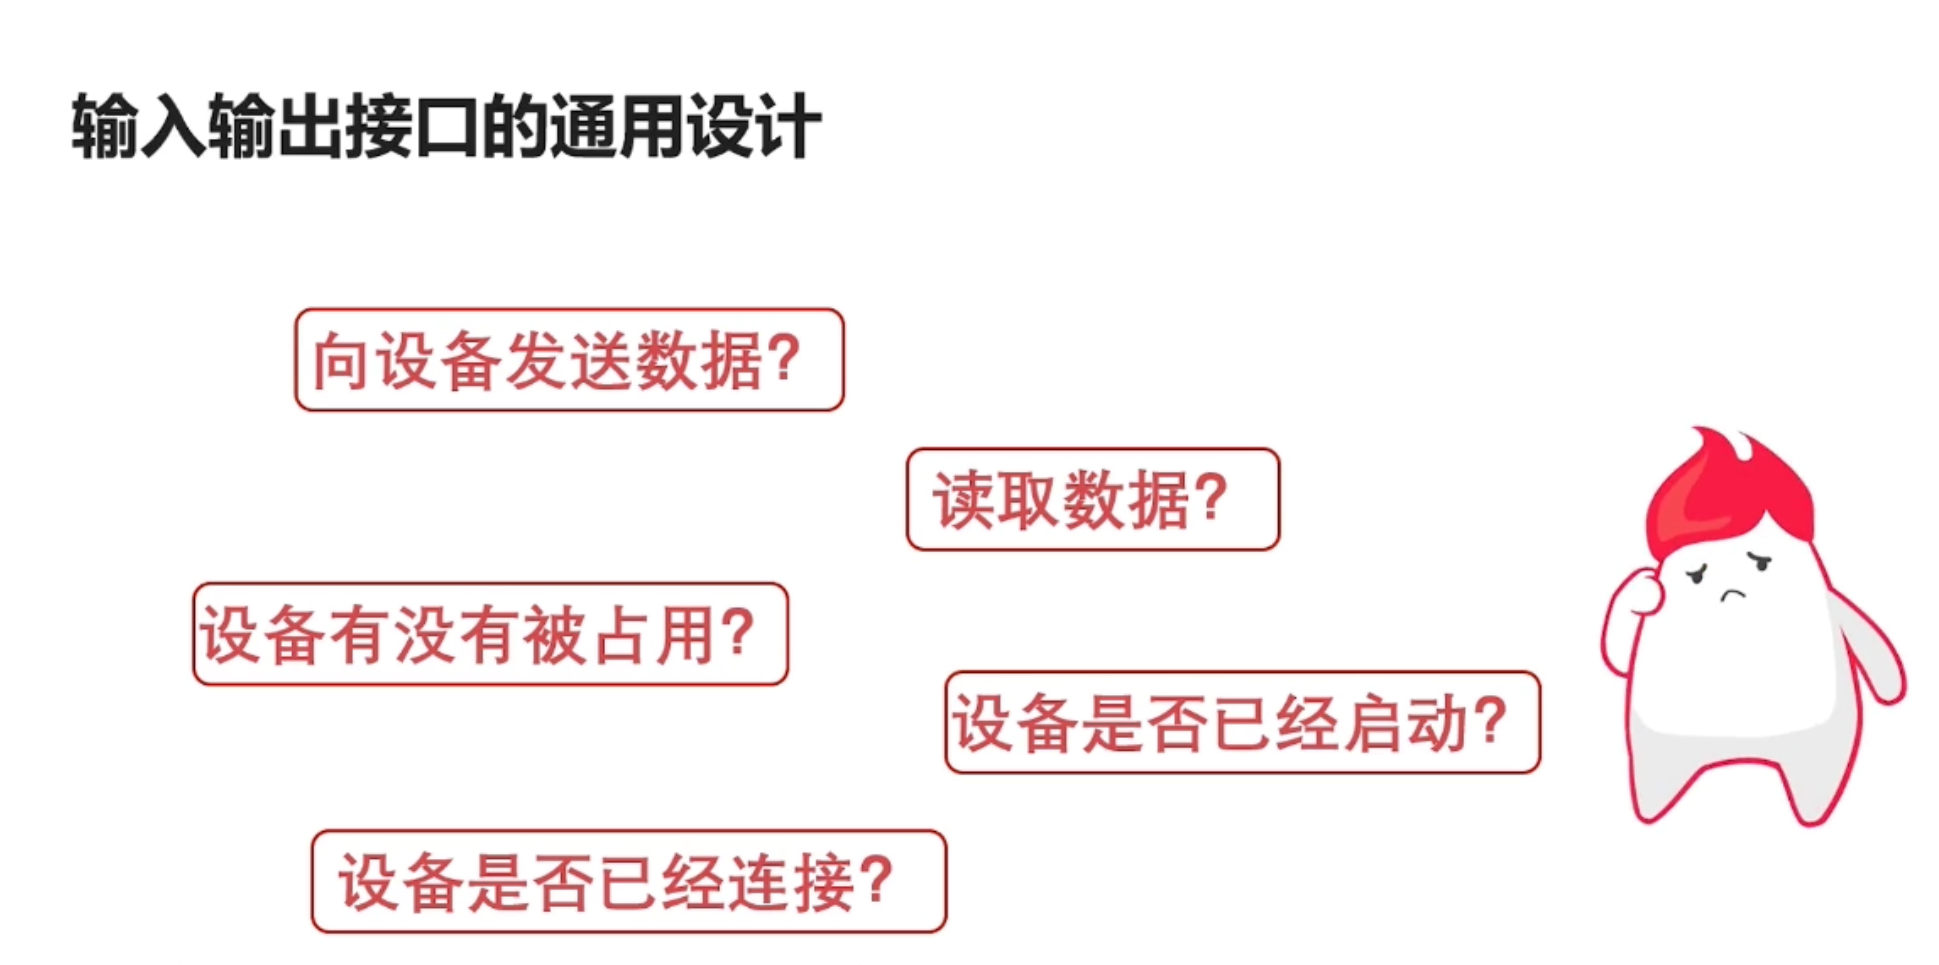 输入输出接口的通用设计
向设备发送数据?
读取数据?
设备有没有被占用?
设备是否已经启动?
设备是否已经连接?